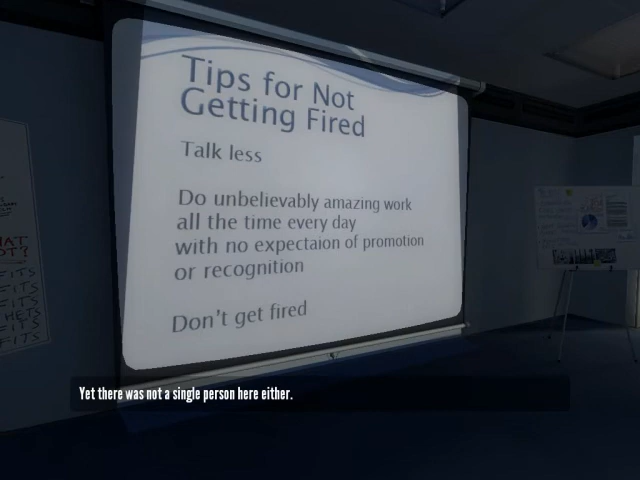 Tips for Not
Getting Fired
Talk less
Do unbelievably amazing work
all the time every day
with no expectaion of promotion
or recognition
Don't get fired
Yet there was not a single person here either.